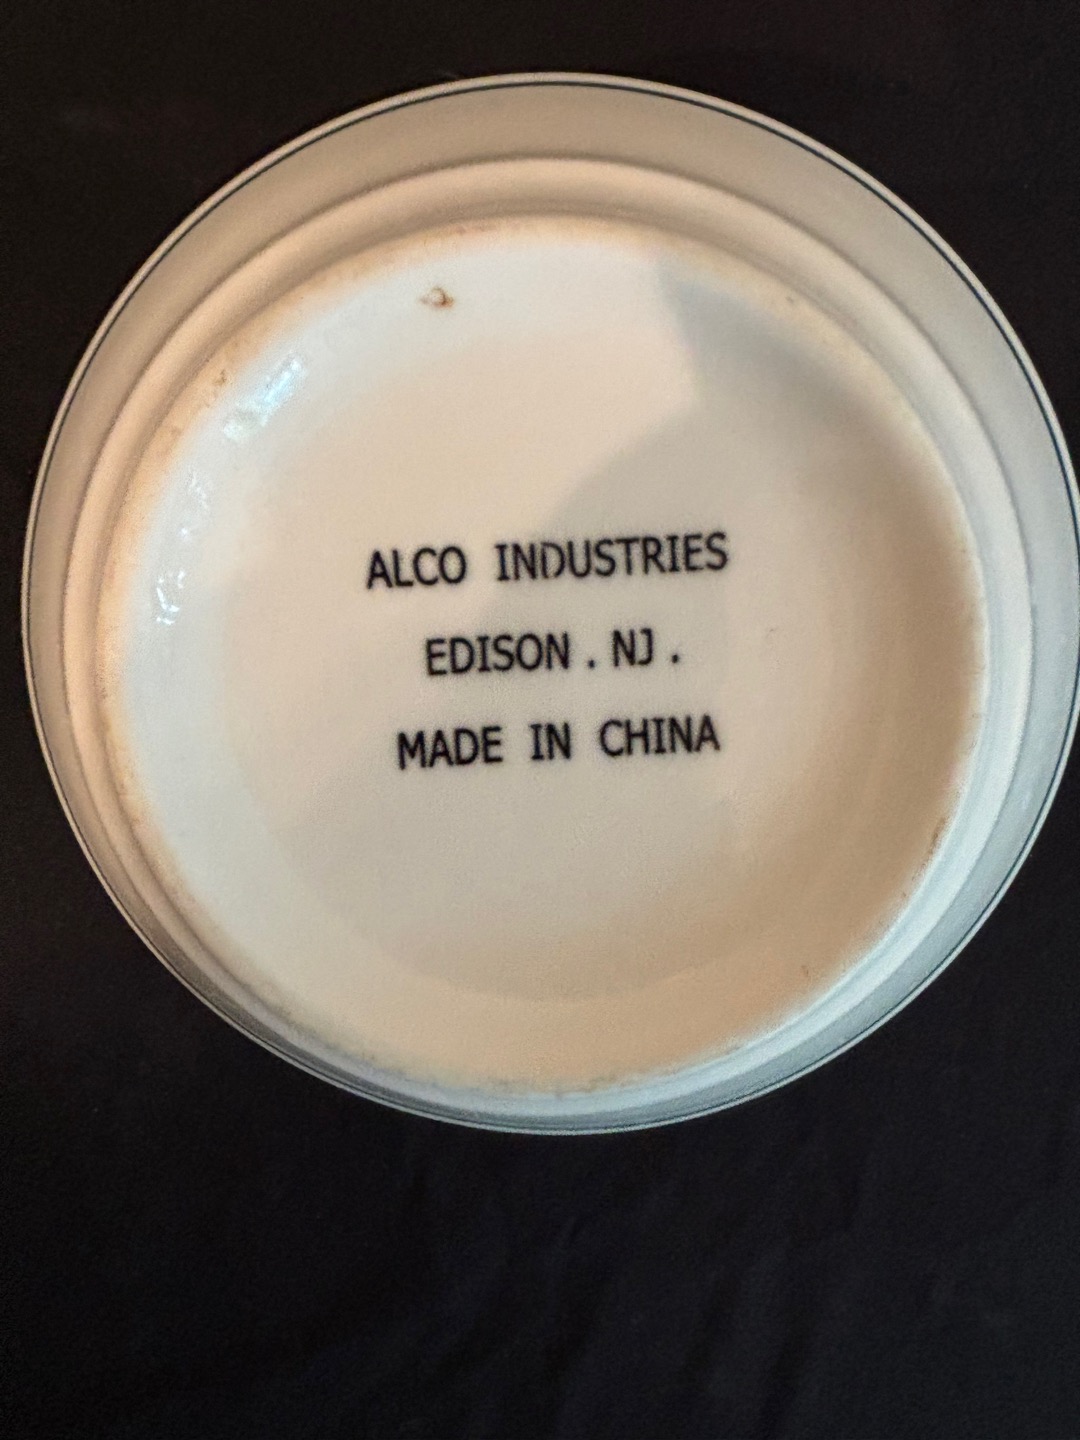 ALCO INDUSTRIES
EDISON . NJ .
MADE IN CHINA